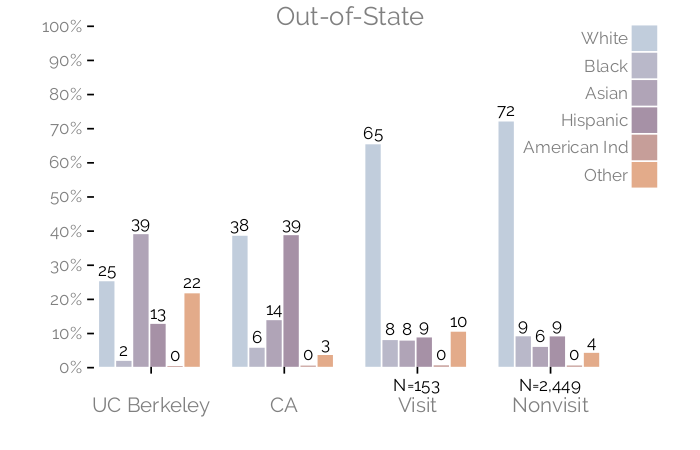 Out-of-State
100%
90%
80%
70%
60%
50%
40%
30%
20%
10%
0%
White
Black
Asian
Hispanic
American Ind
Other
25 2 39 13 0 22
38 6 14 39 0 3
65 8 8 9 0 10
72 9 6 9 0 4
N=153 N=2,449
UC Berkeley CA Visit Nonvisit